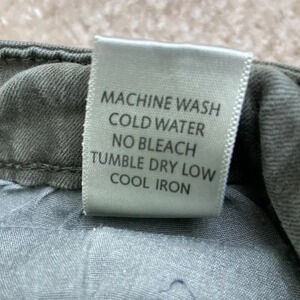 MACHINE WASH
COLD WATER
NO BLEACH
TUMBLE DRY LOW
COOL IRON